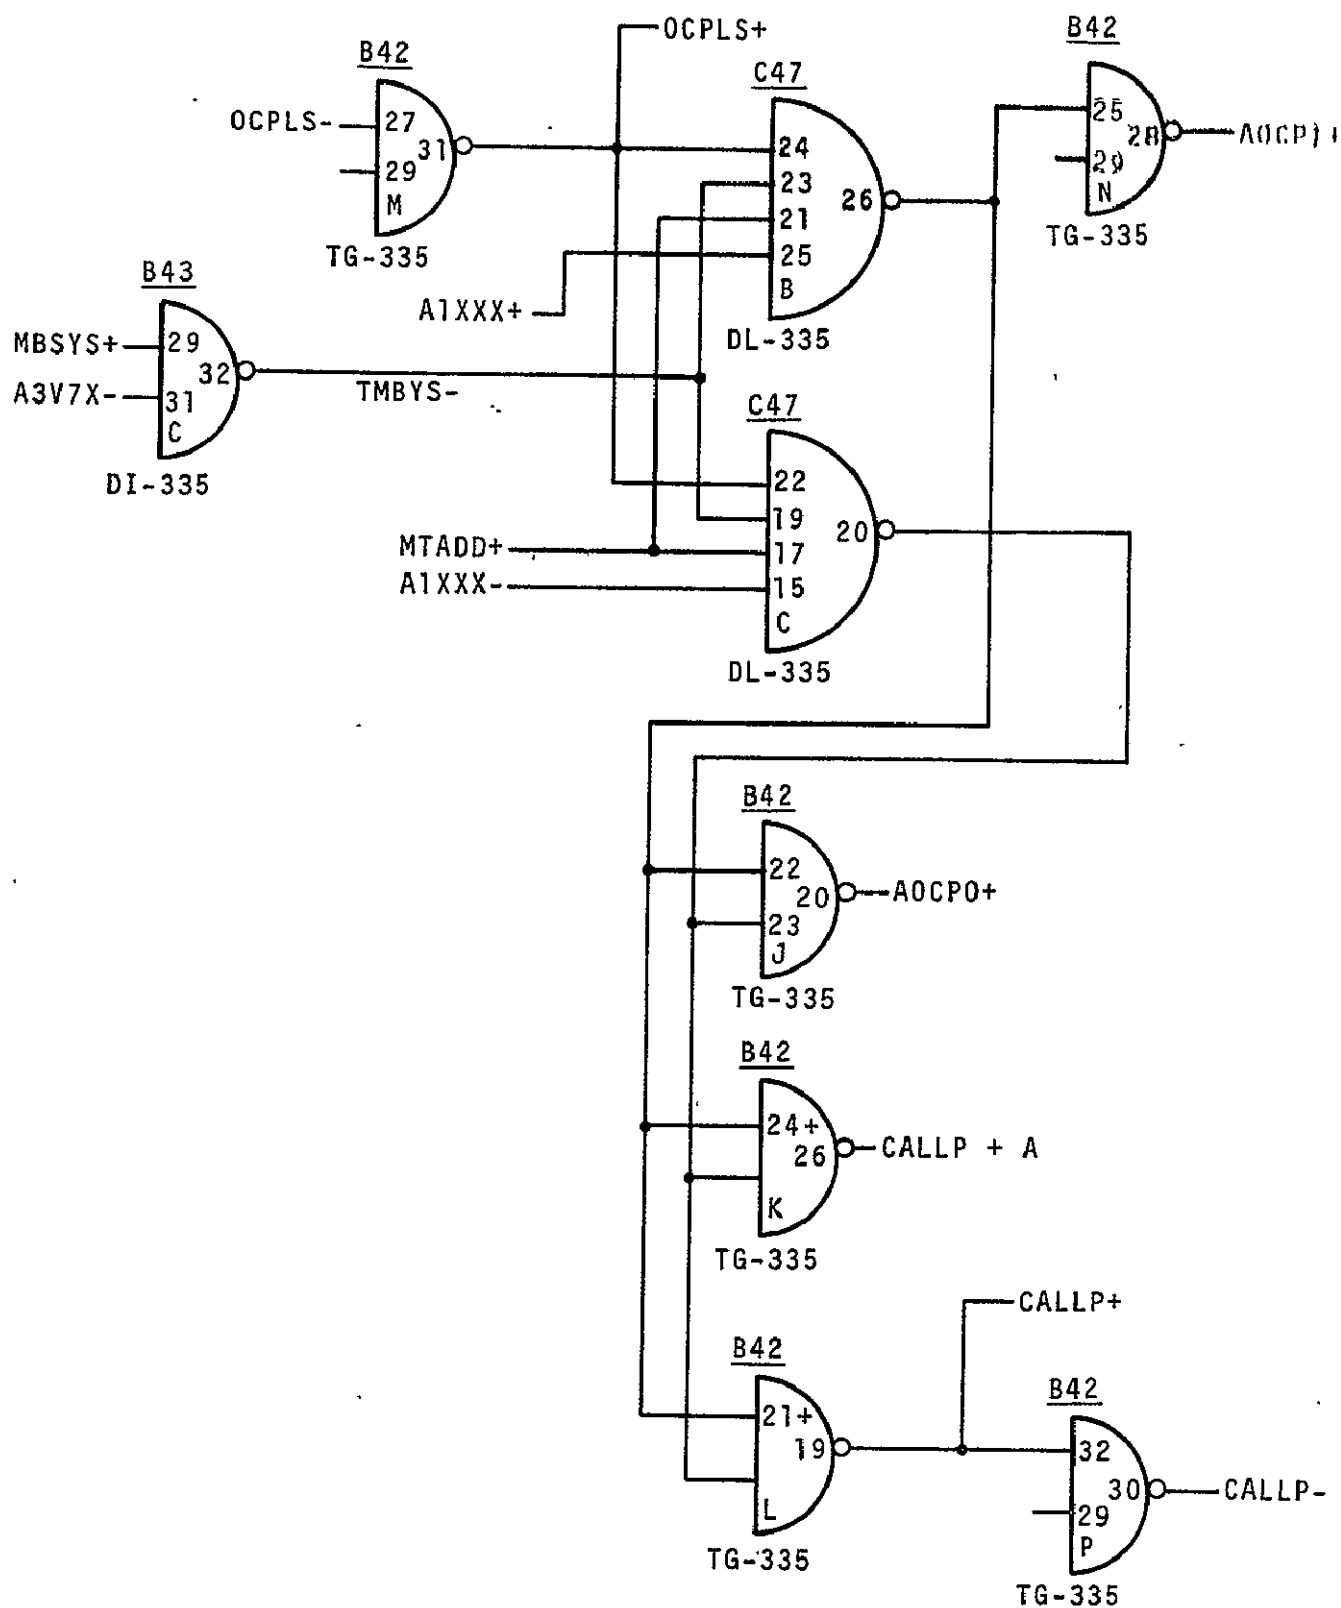 OCPLS+
B42
B42
C47
OCPLS-
27
31
29
M
TG-335
24
23
21
25
26
B
DL-335
25
28
29
N
TG-335
A1XXX+
B43
MBSYS+
29
32
A3V7X-
31
C
DI-335
TMBYS-
C47
22
19
17
15
20
C
DL-335
MTADD+
A1XXX-
B42
22
20
23
J
AOCPO+
TG-335
B42
24+
26
K
CALLP + A
TG-335
CALLP+
B42
21+
19
L
TG-335
B42
32
30
29
P
CALLP-
TG-335